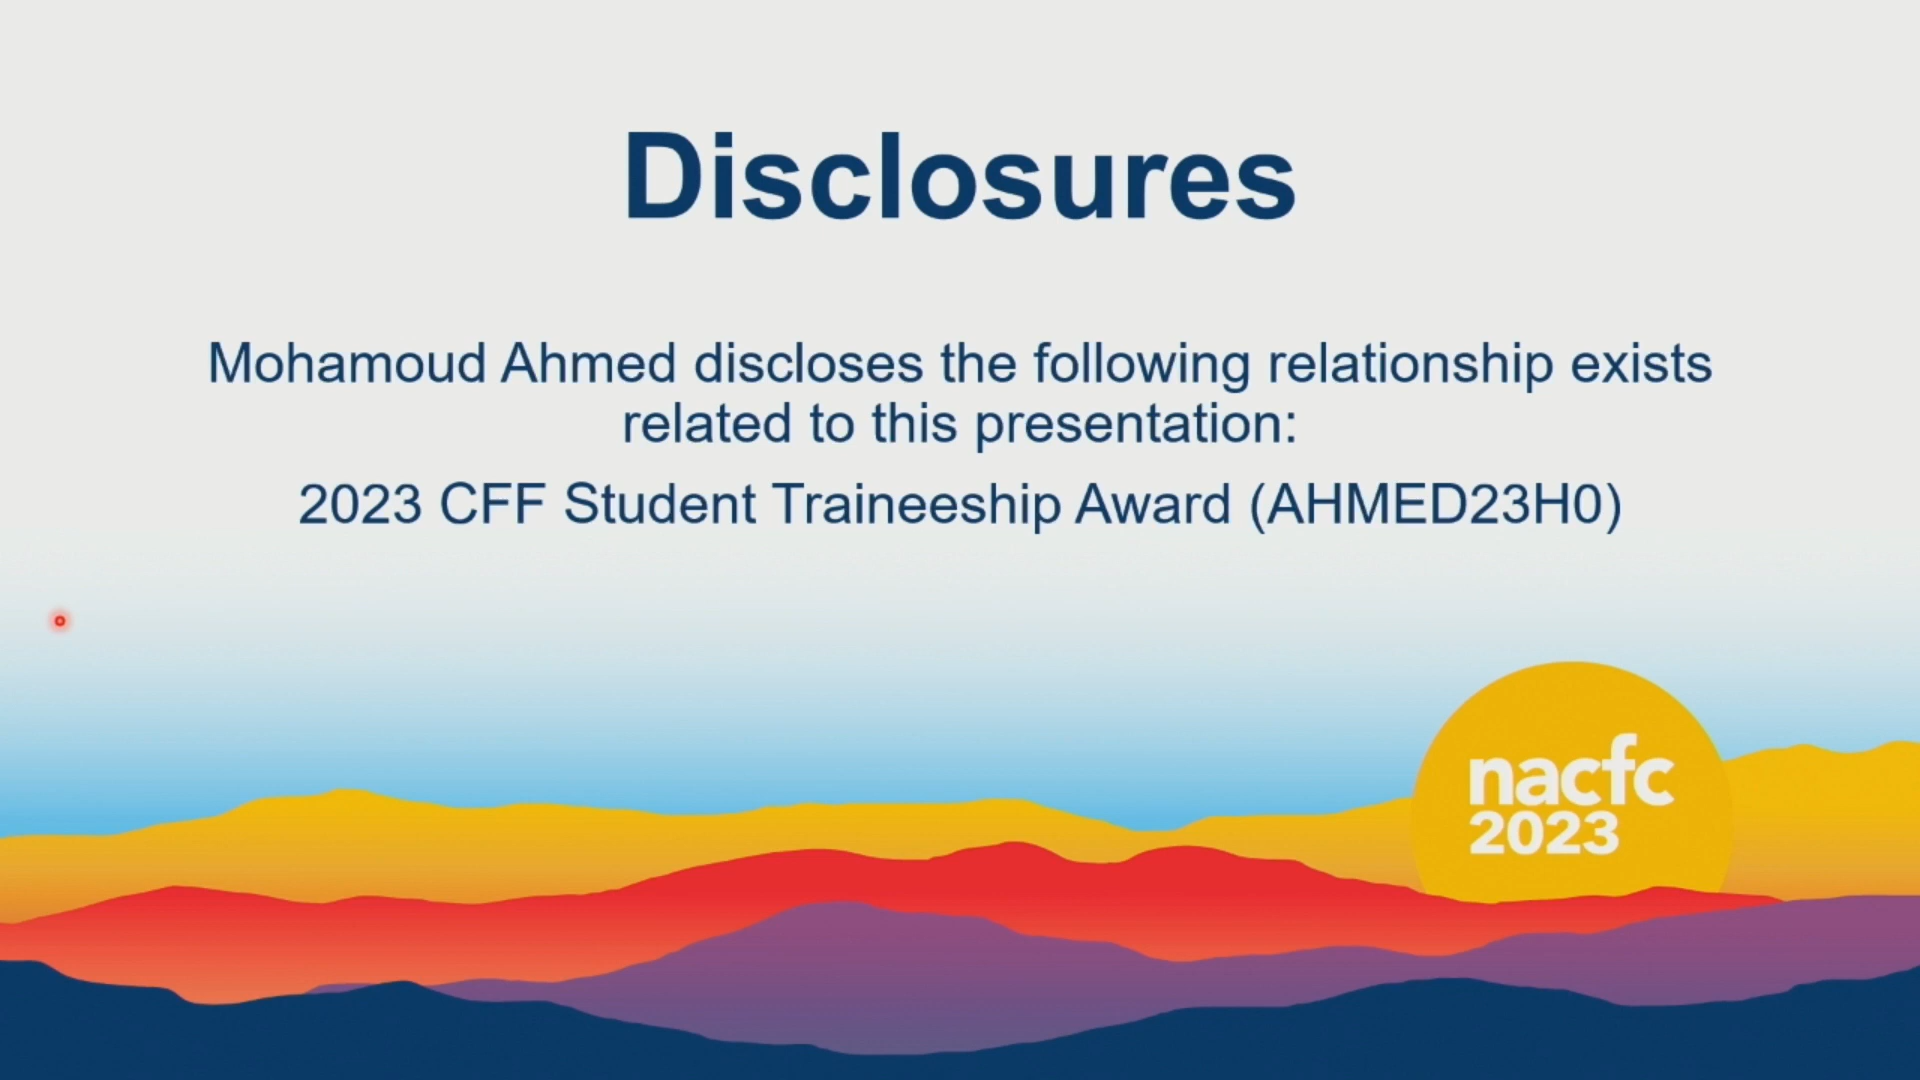 Disclosures
Mohamoud Ahmed discloses the following relationship exists
related to this presentation:
2023 CFF Student Traineeship Award (AHMED23H0)
nacfc
2023